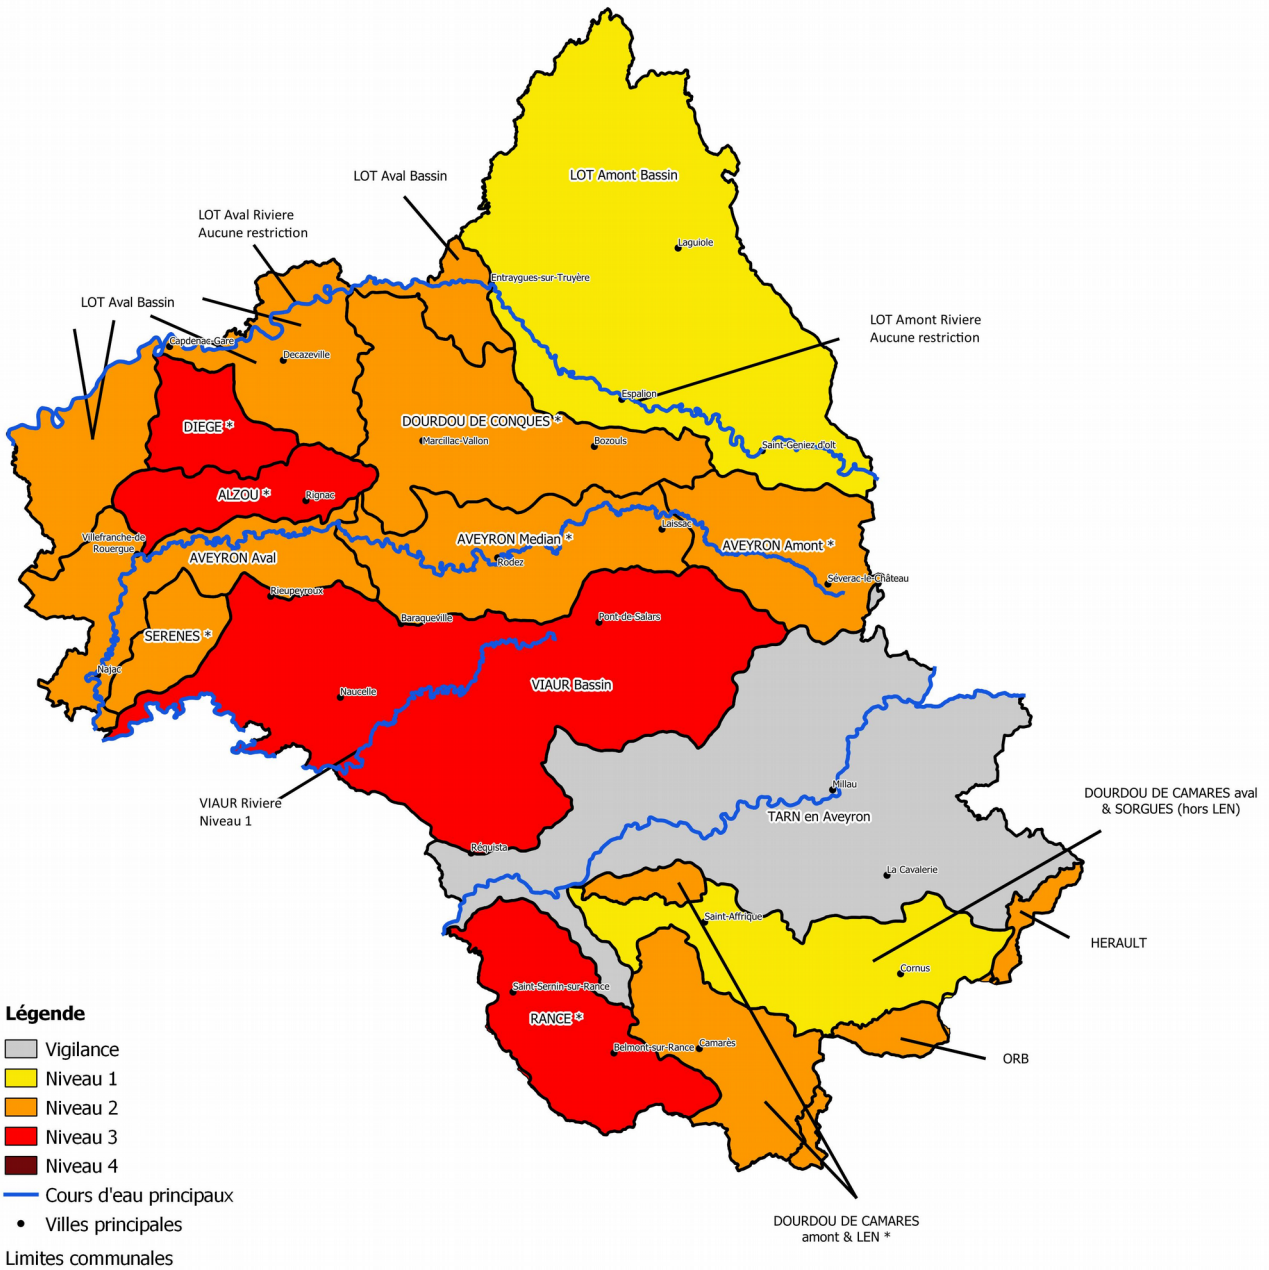 LOT Aval Bassin
LOT Amont Bassin
LOT Aval Riviere
Aucune restriction
Laguiole
Entraygues-sur-Truyère
LOT Aval Bassin
LOT Amont Riviere
Aucune restriction
Capdenac-Gare
Decazeville
Espalion
DIEGE *
DOURDOU DE CONQUES *
Marcillac-Vallon
Bozouls
Saint-Geniez-d'olt
ALZOU *
Rignac
Laissac
Villefranche-de
Rouergue
AVEYRON Aval
AVEYRON Median *
AVEYRON Amont *
Rodez
Séverac-le-Château
Rieupeyroux
Baraqueville
Pont-de-Salars
SERENES *
Najac
Naucelle
VIAUR Bassin
VIAUR Riviere
Niveau 1
Millau
TARN en Aveyron
DOURDOU DE CAMARES aval
& SORGUES (hors LEN)
Réquista
La Cavalerie
Saint-Affrique
HERAULT
Cornus
Saint-Sernin-sur-Rance
RANCE *
Belmont-sur-Rance
Camarès
ORB
DOURDOU DE CAMARES
amont & LEN *
Légende
Vigilance
Niveau 1
Niveau 2
Niveau 3
Niveau 4
Cours d'eau principaux
Villes principales
Limites communales